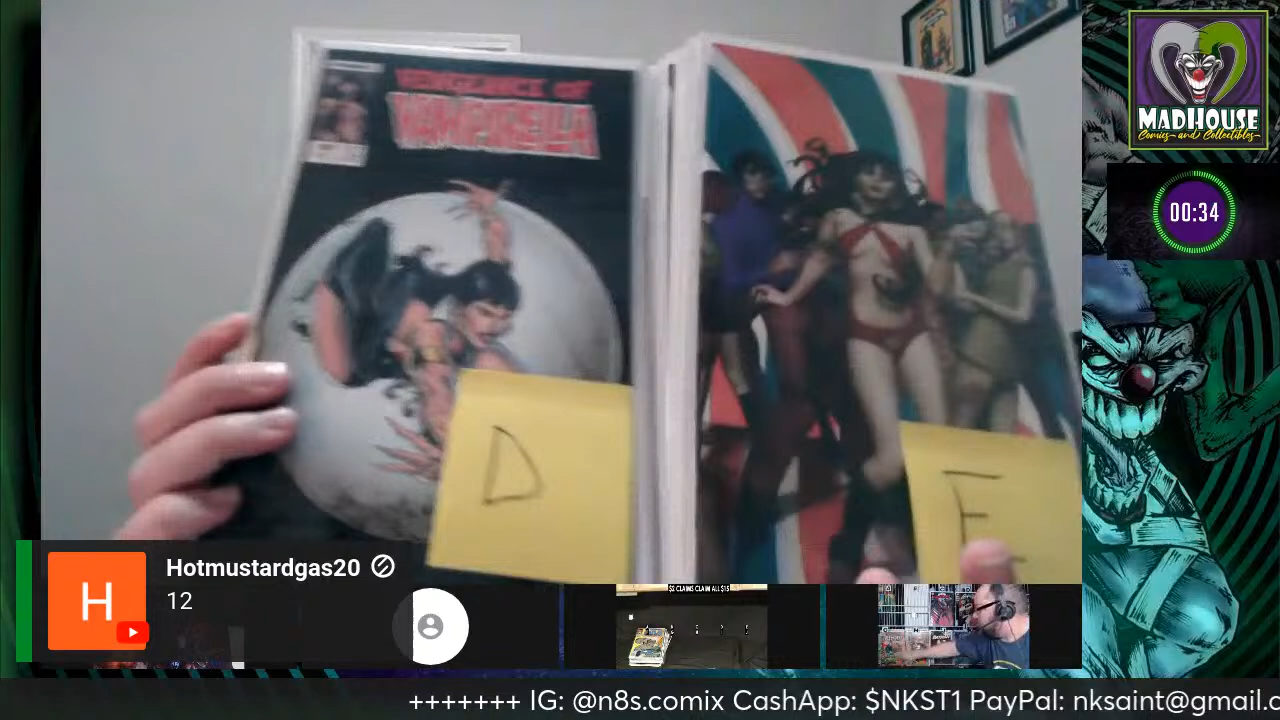 VENGEANCE OF
VAMPIRELLA
D
E
MADHOUSE
Comics and Collectibles
00:34
H
Hotmustardgas20
12
$2 CLAIMS CLAIM ALL $15
+++++++ IG: @n8s.comix CashApp: $NKST1 PayPal: nksaint@gmail.c